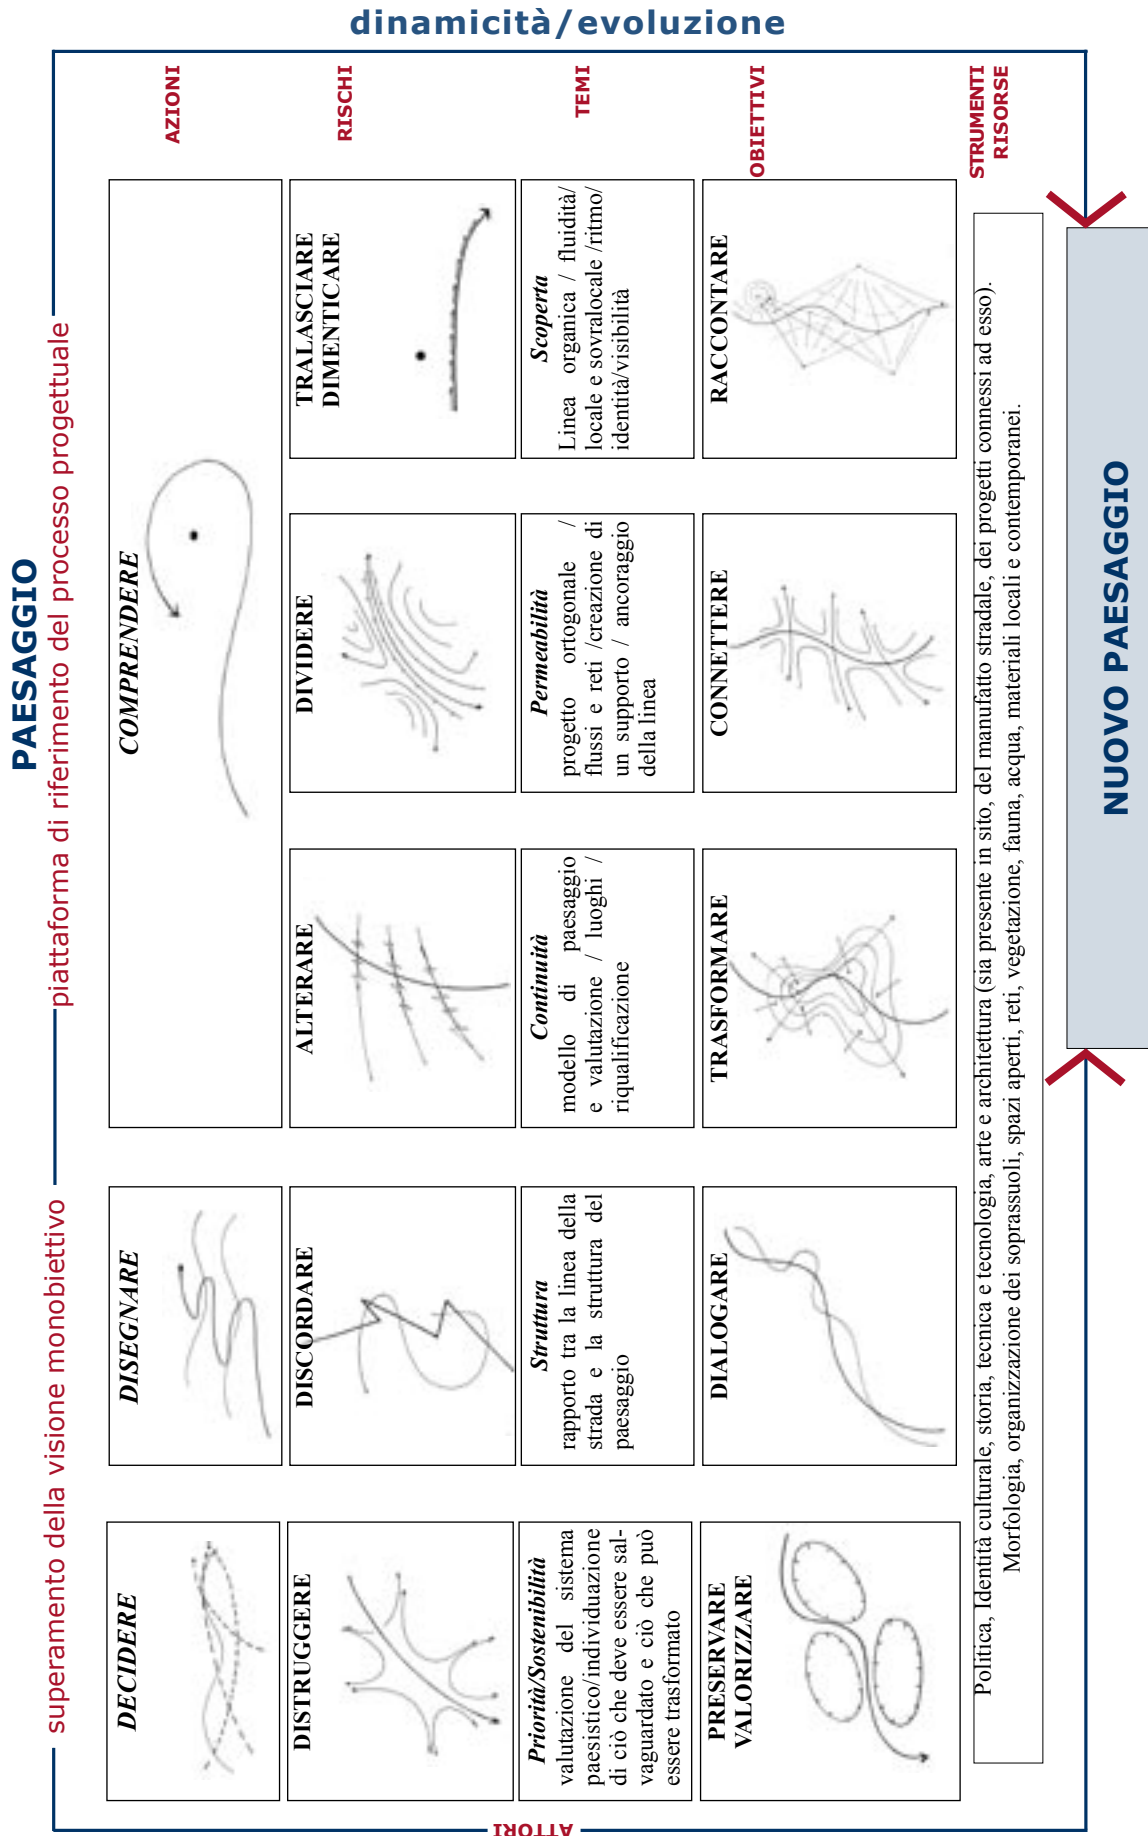 dinamicità/evoluzione
PAESAGGIO
superamento della visione monobiettivo
piattaforma di riferimento del processo progettuale
ATTORI
AZIONI
DECIDERE
DISEGNARE
COMPRENDERE
RISCHI
DISTRUGGERE
DISCORDARE
ALTERARE
DIVIDERE
TRALASCIARE
DIMENTICARE
TEMI
Priorità/Sostenibilità
valutazione del sistema
paesistico/individuazione
di ciò che deve essere sal-
vaguardato e ciò che può
essere trasformato
Struttura
rapporto tra la linea della
strada e la struttura del
paesaggio
Continuità
modello di paesaggio
e valutazione / luoghi /
riqualificazione
Permeabilità
progetto ortogonale /
flussi e reti /creazione di
un supporto / ancoraggio
della linea
Scoperta
Linea organica / fluidità/
locale e sovralocale /ritmo/
identità/visibilità
OBIETTIVI
PRESERVARE
VALORIZZARE
DIALOGARE
TRASFORMARE
CONNETTERE
RACCONTARE
STRUMENTI
RISORSE
Politica, Identità culturale, storia, tecnica e tecnologia, arte e architettura (sia presente in sito, del manufatto stradale, dei progetti connessi ad esso).
Morfologia, organizzazione dei soprassuoli, spazi aperti, reti, vegetazione, fauna, acqua, materiali locali e contemporanei.
NUOVO PAESAGGIO